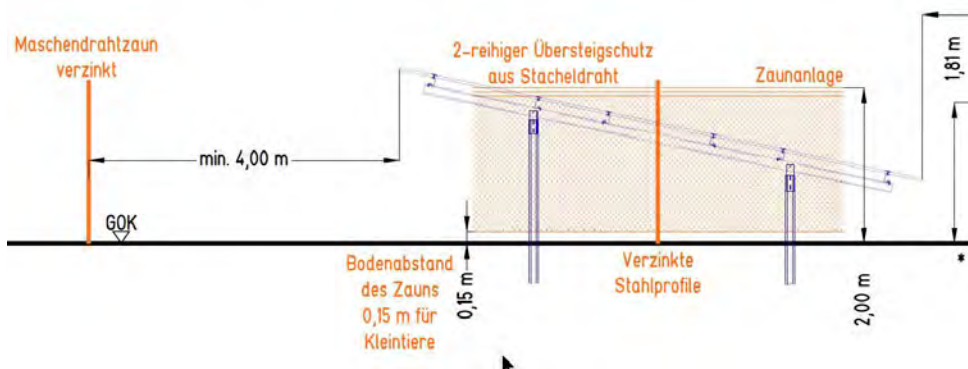 Maschendrahtzaun
verzinkt
2-reihiger Übersteigschutz
aus Stacheldraht
Zaunanlage
1,81 m
min. 4,00 m
GOK
Bodenabstand
des Zauns
0,15 m für
Kleintiere
0,15 m
Verzinkte
Stahlprofile
2,00 m
*